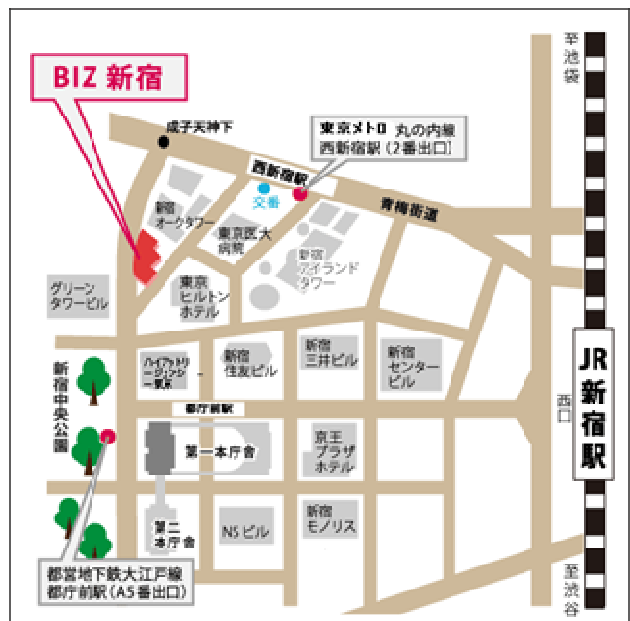 至池袋
BIZ 新宿
成子天神下
東京メトロ 丸の内線
西新宿駅（2番出口）
西新宿駅
交番
青梅街道
新宿
オークタワー
東京医大
病院
新宿
アイランド
タワー
グリーン
タワービル
東京
ヒルトン
ホテル
新宿中央公園
ハイアットリ
ージェンシ
ー東京
新宿
住友ビル
新宿
三井ビル
新宿
センター
ビル
JR新宿駅
西口
都庁前駅
第一本庁舎
京王
プラザ
ホテル
第二
本庁舎
NSビル
新宿
モノリス
都営地下鉄大江戸線
都庁前駅（A5番出口）
至渋谷